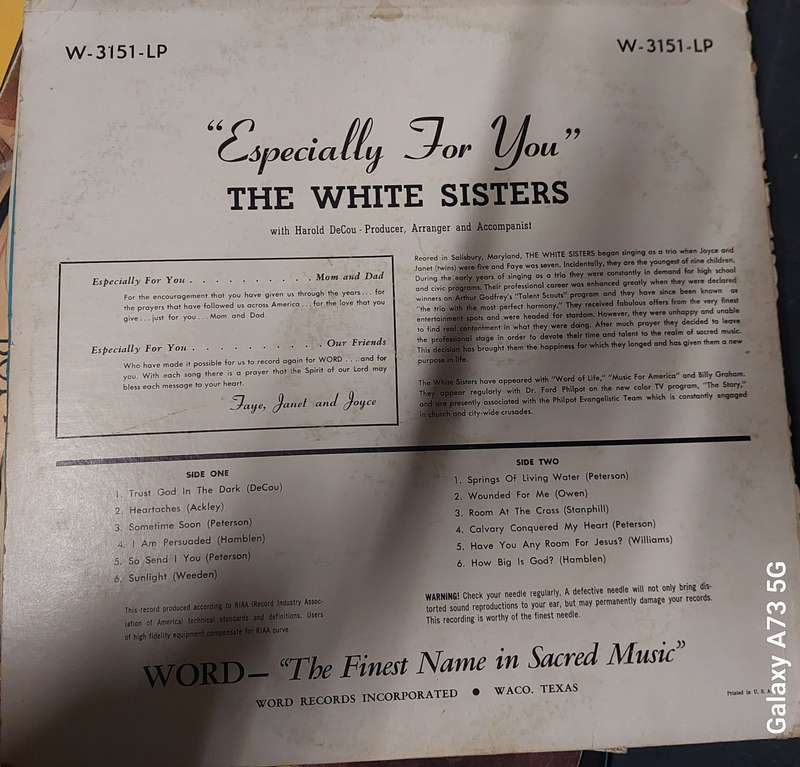 W-3151-LP
W-3151-LP
“Especially For You”
THE WHITE SISTERS
with Harold DeCou - Producer, Arranger and Accompanist
Especially For You . . . . . . . . . . Mom and Dad
For the encouragement that you have given us through the years . . . for
the prayers that have followed us across America . . . for the love that you
give . . . just for you . . . Mom and Dad.
Especially For You . . . . . . . . . . . Our Friends
Who have made it possible for us to record again for WORD . . . and for
you. With each song there is a prayer that the Spirit of our Lord may
bless each message to your heart.
Faye, Janet and Joyce
Reared in Salisbury, Maryland, THE WHITE SISTERS began singing as a trio when Joyce and
Janet (twins) were five and Faye was seven. Incidentally, they are the youngest of nine children.
During the early years of singing as a trio they were constantly in demand for high school
and civic programs. Their professional career was enhanced greatly when they were declared
winners on Arthur Godfrey's "Talent Scouts" program and they have since been known as
"the trio with the most perfect harmony." They received fabulous offers from the very finest
entertainment spots and were headed for stardom. However, they were unhappy and unable
to find real contentment in what they were doing. After much prayer they decided to leave
the professional stage in order to devote their time and talent to the realm of sacred music.
This decision has brought them the happiness for which they longed and has given them a new
purpose in life.
The White Sisters have appeared with "Word of Life," "Music For America" and Billy Graham.
They appear regularly with Dr. Ford Philpot on the new color TV program, "The Story,"
and are presently associated with the Philpot Evangelistic Team which is constantly engaged
in church and city-wide crusades.
SIDE ONE
1. Trust God In The Dark (DeCou)
2. Heartaches (Ackley)
3. Sometime Soon (Peterson)
4. I Am Persuaded (Hamblen)
5. So Send I You (Peterson)
6. Sunlight (Weeden)
SIDE TWO
1. Springs Of Living Water (Peterson)
2. Wounded For Me (Owen)
3. Room At The Cross (Stanphill)
4. Calvary Conquered My Heart (Peterson)
5. Have You Any Room For Jesus? (Williams)
6. How Big Is God? (Hamblen)
This record produced according to RIAA (Record Industry Assoc-
iation of America) technical standards and definitions. Users
of high fidelity equipment compensate for RIAA curve.
WARNING! Check your needle regularly. A defective needle will not only bring dis-
torted sound reproductions to your ear, but may permanently damage your records.
This recording is worthy of the finest needle.
WORD— “The Finest Name in Sacred Music”
WORD RECORDS INCORPORATED ● WACO, TEXAS
Printed in U. S. A.
Galaxy A73 5G